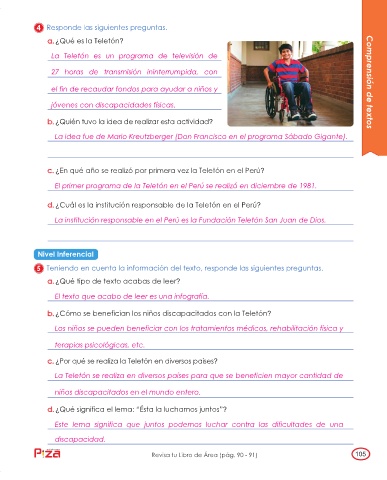 4 Responde las siguientes preguntas.
a. ¿Qué es la Teletón?
La Teletón es un programa de televisión de
27 horas de transmisión ininterrumpida, con
el fin de recaudar fondos para ayudar a niños y
jóvenes con discapacidades físicas.
Comprensión de textos
b. ¿Quién tuvo la idea de realizar esta actividad?
La idea fue de Mario Kreutzberger (Don Francisco en el programa Sábado Gigante).
c. ¿En qué año se realizó por primera vez la Teletón en el Perú?
El primer programa de la Teletón en el Perú se realizó en diciembre de 1981.
d. ¿Cuál es la institución responsable de la Teletón en el Perú?
La institución responsable en el Perú es la Fundación Teletón San Juan de Dios.
Nivel Inferencial
5 Teniendo en cuenta la información del texto, responde las siguientes preguntas.
a. ¿Qué tipo de texto acabas de leer?
El texto que acabo de leer es una infografía.
b. ¿Cómo se benefician los niños discapacitados con la Teletón?
Los niños se pueden beneficiar con los tratamientos médicos, rehabilitación física y
terapias psicológicas, etc.
c. ¿Por qué se realiza la Teletón en diversos países?
La Teletón se realiza en diversos países para que se beneficien mayor cantidad de
niños discapacitados en el mundo entero.
d. ¿Qué significa el lema: “Ésta la luchamos juntos”?
Este lema significa que juntos podemos luchar contra las dificultades de una
discapacidad.
Revisa tu Libro de Área (pág. 90 - 91)
105